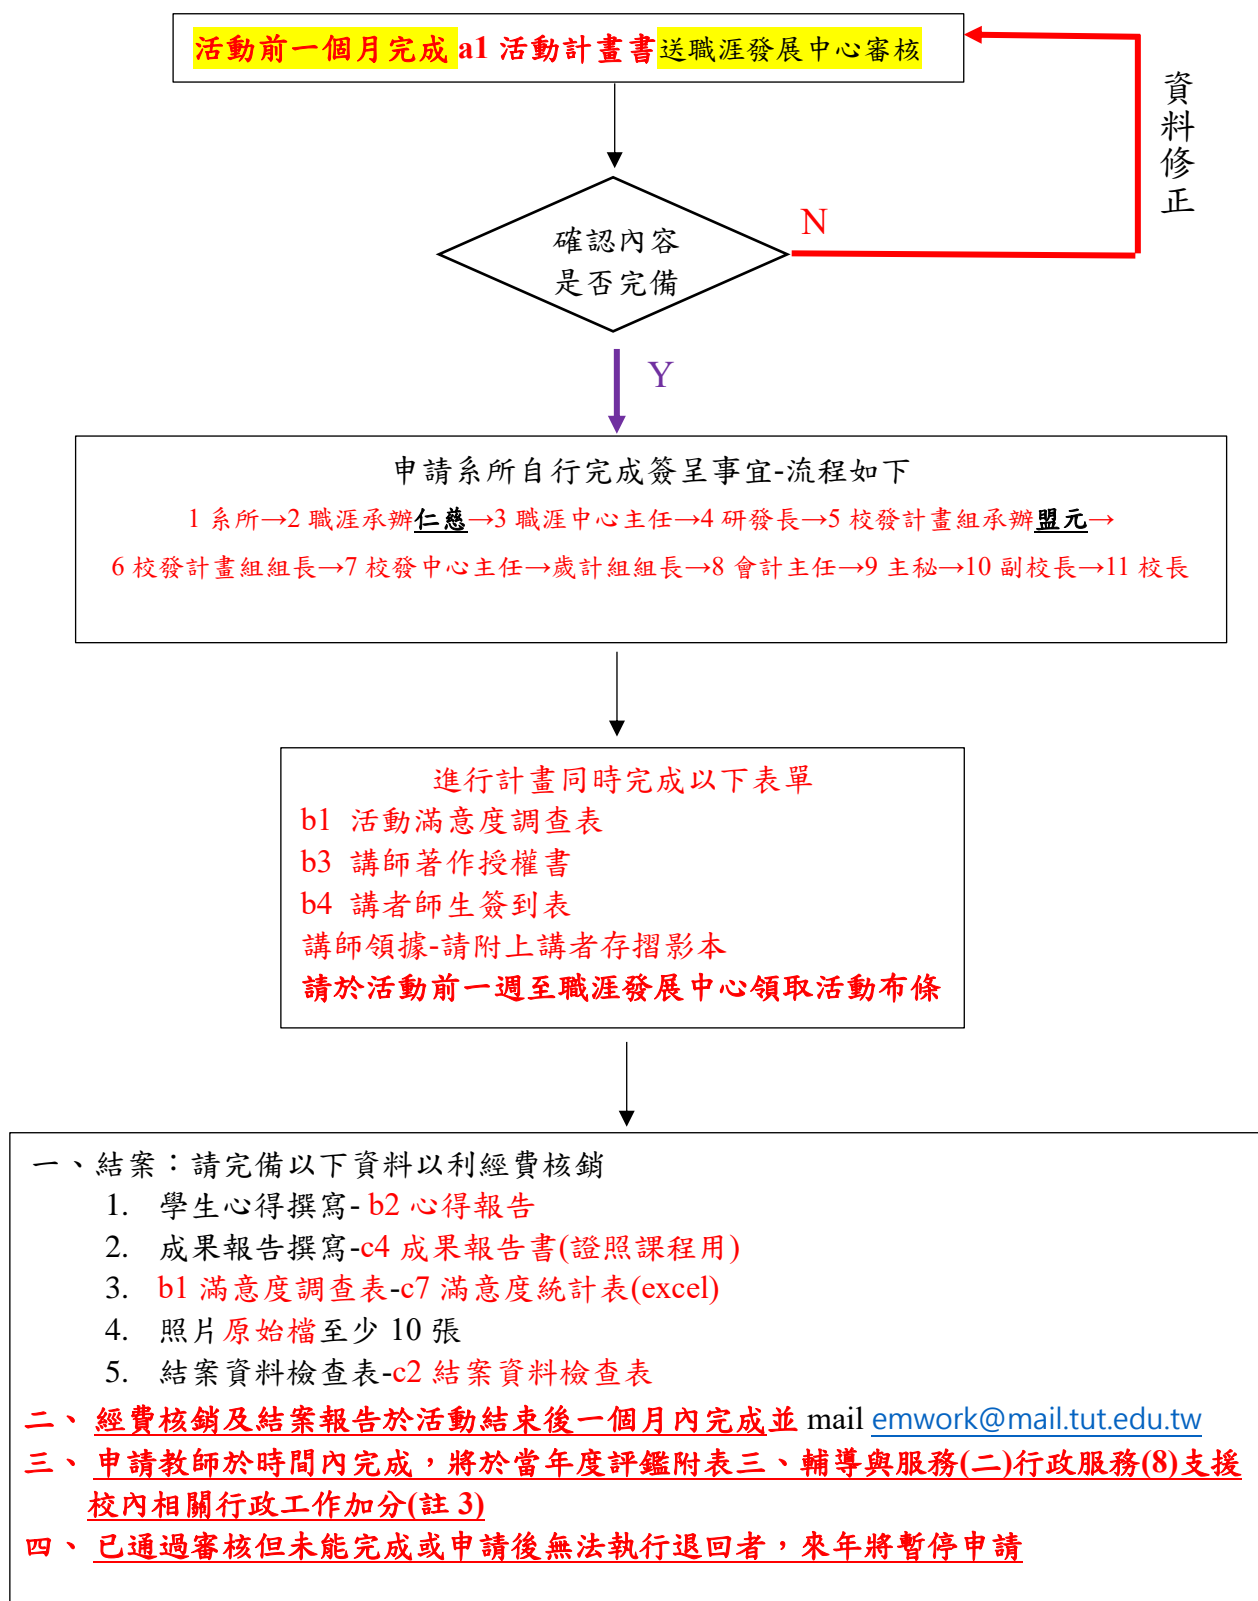 活動前一個月完成 a1 活動計畫書送職涯發展中心審核
資料修正
N
確認內容
是否完備
Y
申請系所自行完成簽呈事宜-流程如下
1 系所→2 職涯承辦仁慈→3 職涯中心主任→4 研發長→5 校發計畫組承辦盟元→
6 校發計畫組組長→7 校發中心主任→歲計組組長→8 會計主任→9 主秘→10 副校長→11 校長
進行計畫同時完成以下表單
b1 活動滿意度調查表
b3 講師著作授權書
b4 講者師生簽到表
講師領據-請附上講者存摺影本
請於活動前一週至職涯發展中心領取活動布條
一、結案：請完備以下資料以利經費核銷
1. 學生心得撰寫- b2 心得報告
2. 成果報告撰寫-c4 成果報告書(證照課程用)
3. b1 滿意度調查表-c7 滿意度統計表(excel)
4. 照片原始檔至少 10 張
5. 結案資料檢查表-c2 結案資料檢查表
二、 經費核銷及結案報告於活動結束後一個月內完成並 mail emwork@mail.tut.edu.tw
三、 申請教師於時間內完成，將於當年度評鑑附表三、輔導與服務(二)行政服務(8)支援
校內相關行政工作加分(註 3)
四、 已通過審核但未能完成或申請後無法執行退回者，來年將暫停申請